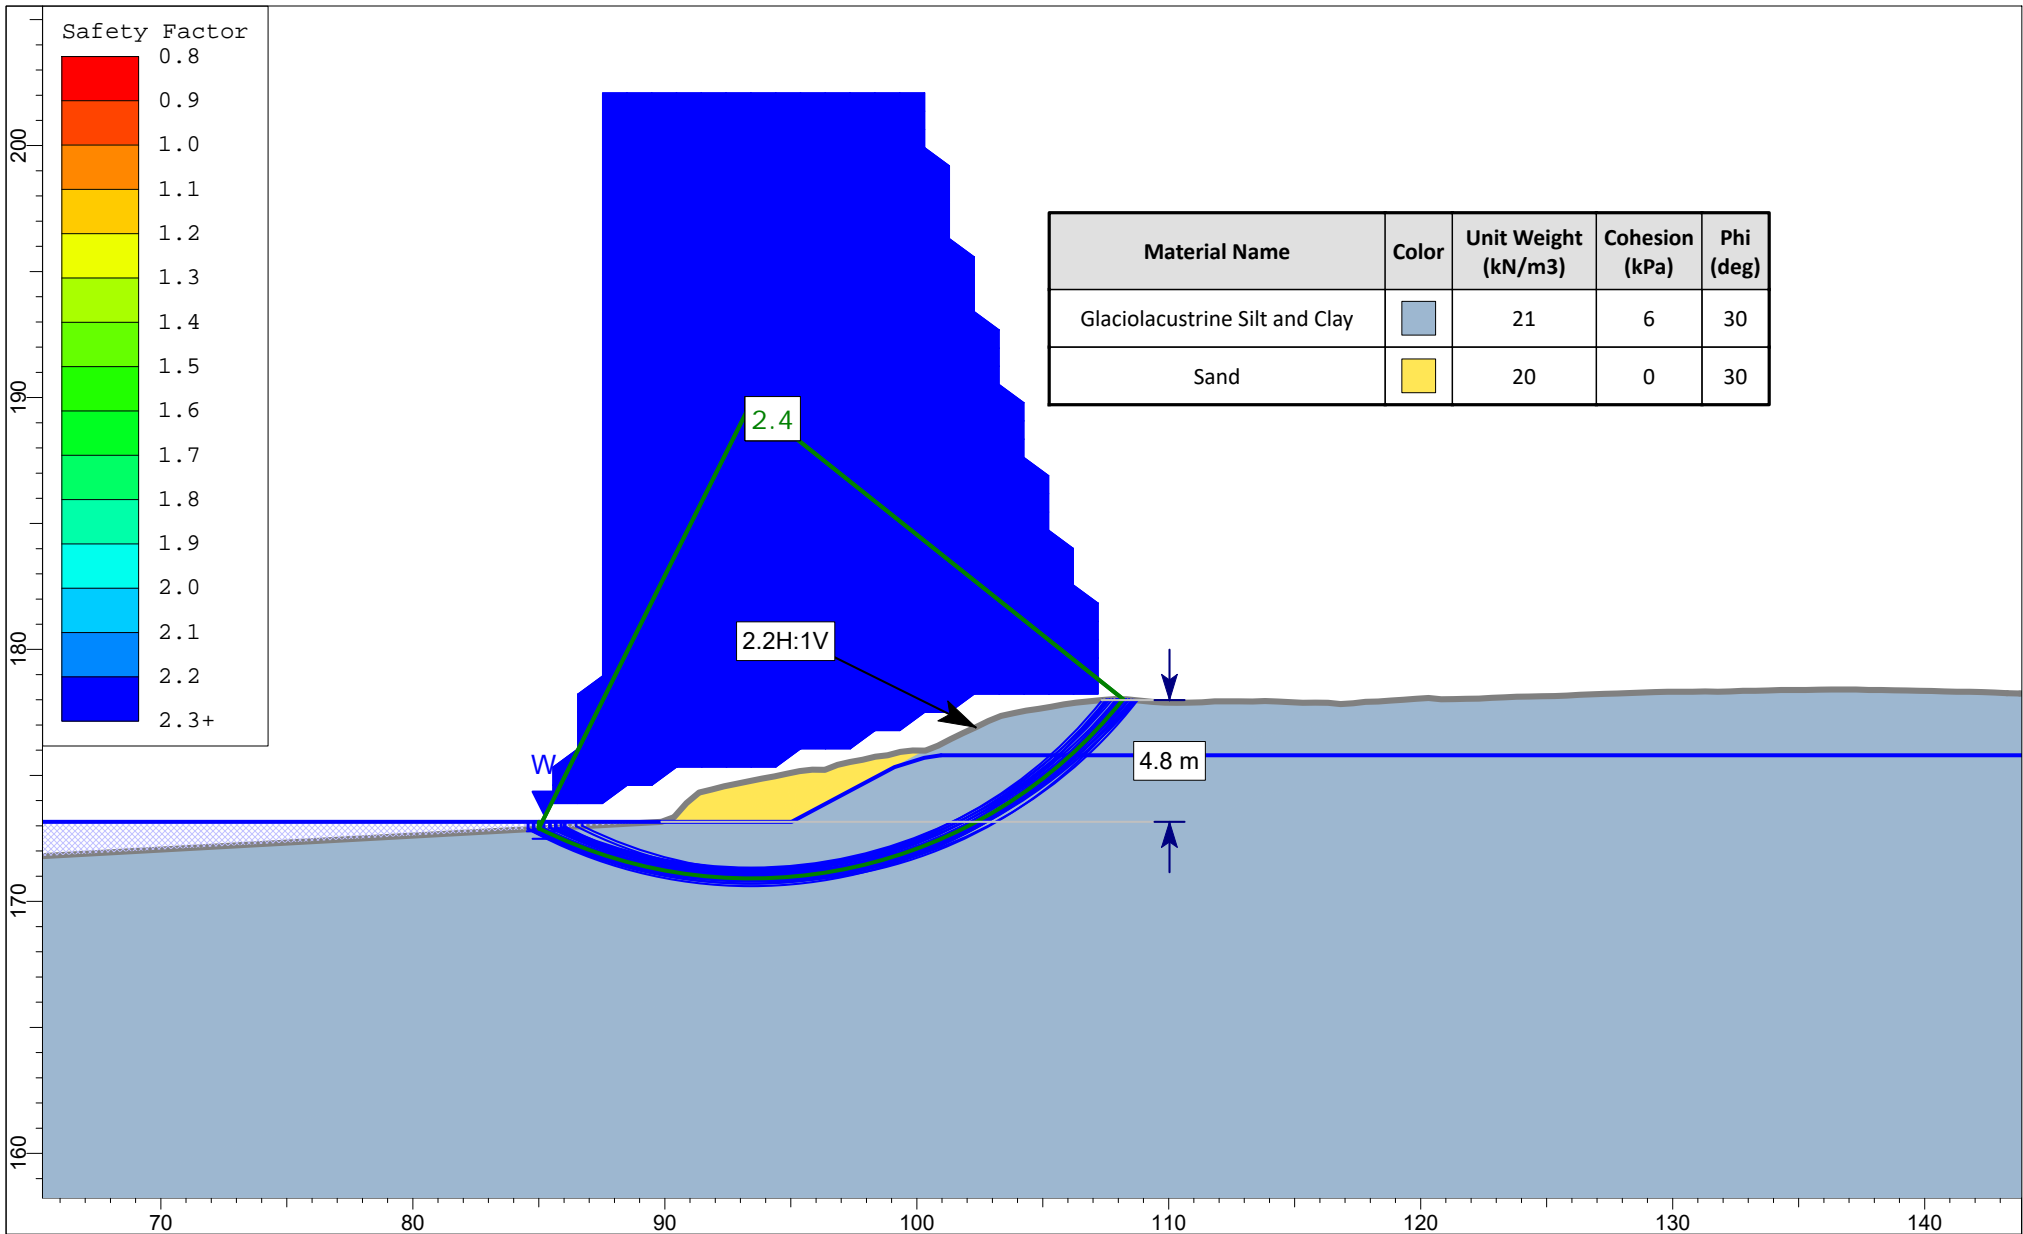 Safety Factor
0.8
0.9
1.0
1.1
1.2
1.3
1.4
1.5
1.6
1.7
1.8
1.9
2.0
2.1
2.2
2.3+
Material Name Color Unit Weight (kN/m3) Cohesion (kPa) Phi (deg)
Glaciolacustrine Silt and Clay 21 6 30
Sand 20 0 30
2.4
2.2H:1V
W
4.8 m
200
190
180
170
160
70 80 90 100 110 120 130 140